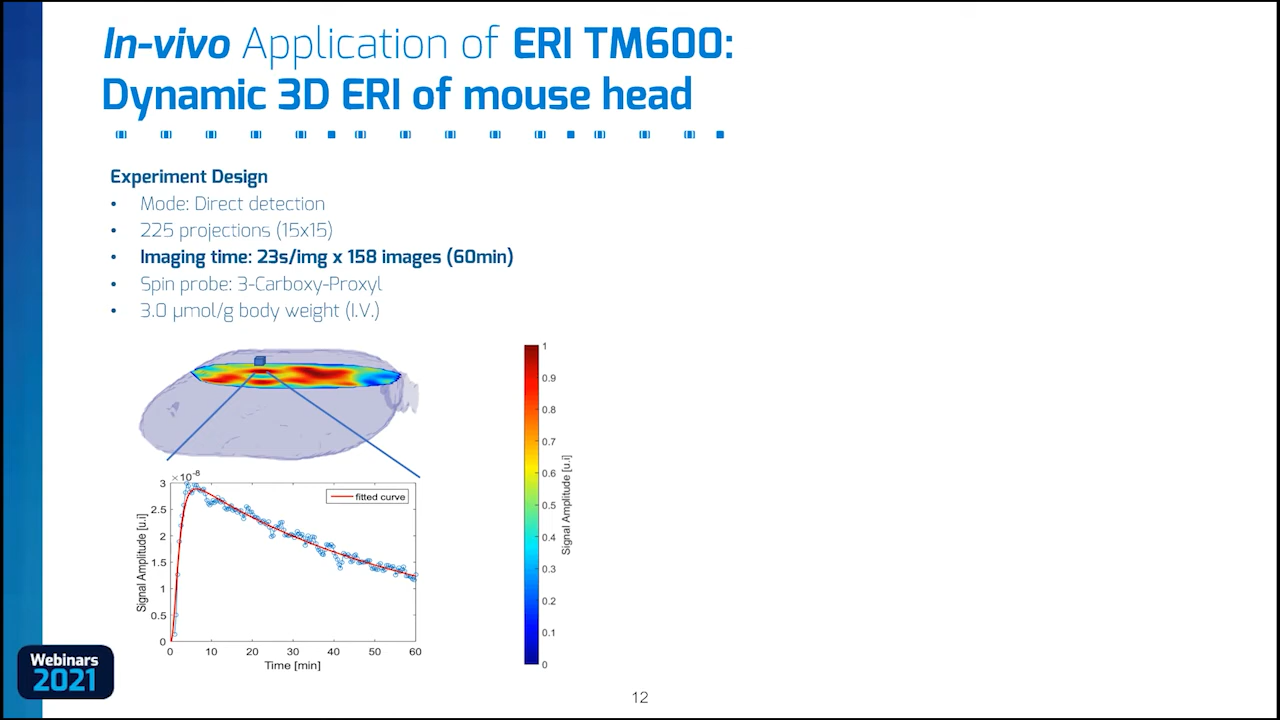 In-vivo Application of ERI TM600:
Dynamic 3D ERI of mouse head
Experiment Design
• Mode: Direct detection
• 225 projections (15x15)
• Imaging time: 23s/img x 158 images (60min)
• Spin probe: 3-Carboxy-Proxyl
• 3.0 µmol/g body weight (I.V.)
1
0.9
0.8
0.7
0.6
0.5
0.4
0.3
0.2
0.1
0
Signal Amplitude [u.i]
×10⁻⁸
3
2.5
2
1.5
1
0.5
0
Signal Amplitude [u.i]
fitted curve
0 10 20 30 40 50 60
Time [min]
Webinars
2021
12